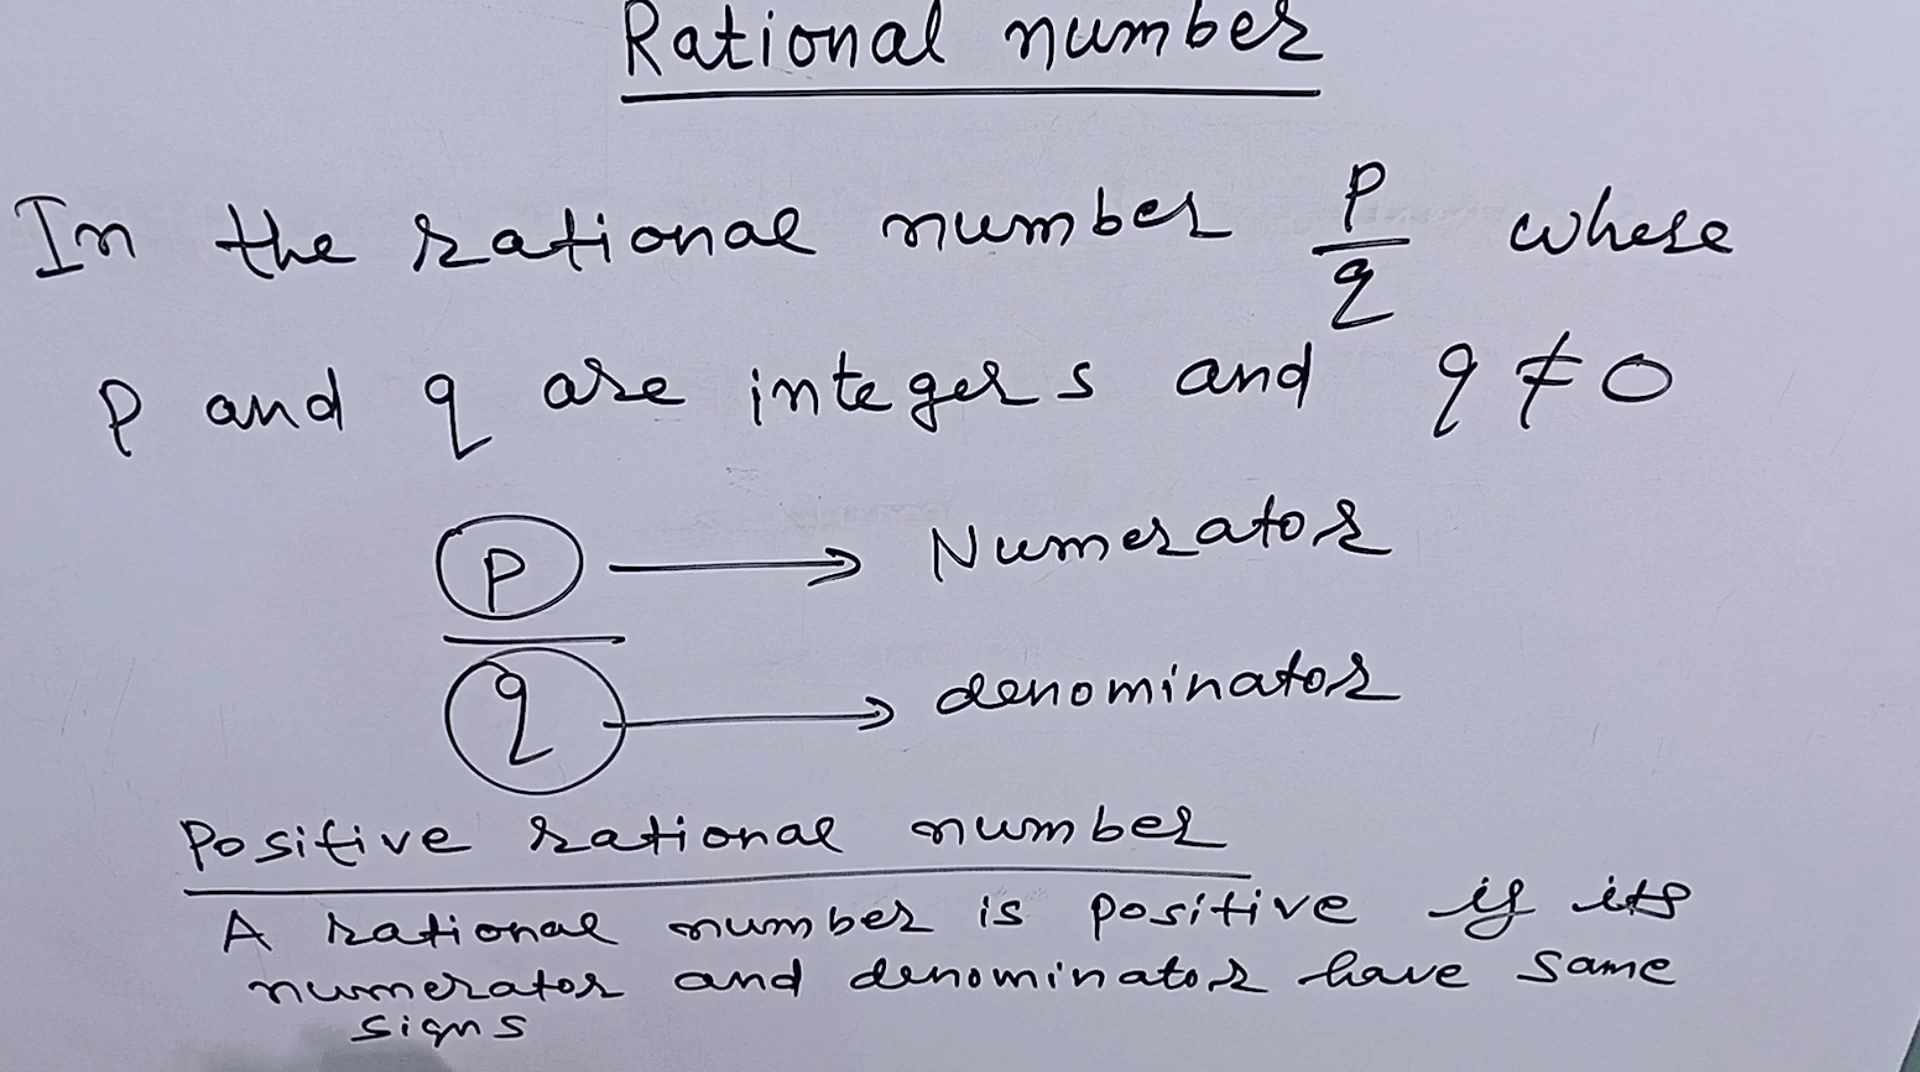 Rational number
In the rational number p/q where
p and q are integers and q ≠ 0
p → Numerator
q → denominator
Positive rational number
A rational number is positive if its
numerator and denominator have same
signs